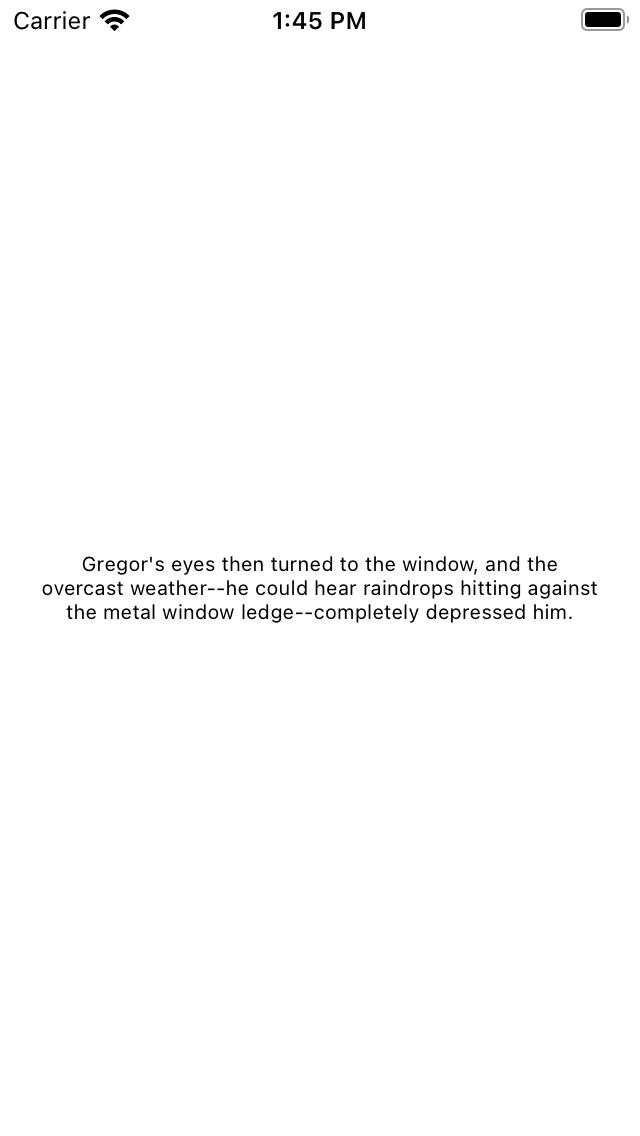 Carrier 1:45 PM
Gregor's eyes then turned to the window, and the
overcast weather--he could hear raindrops hitting against
the metal window ledge--completely depressed him.